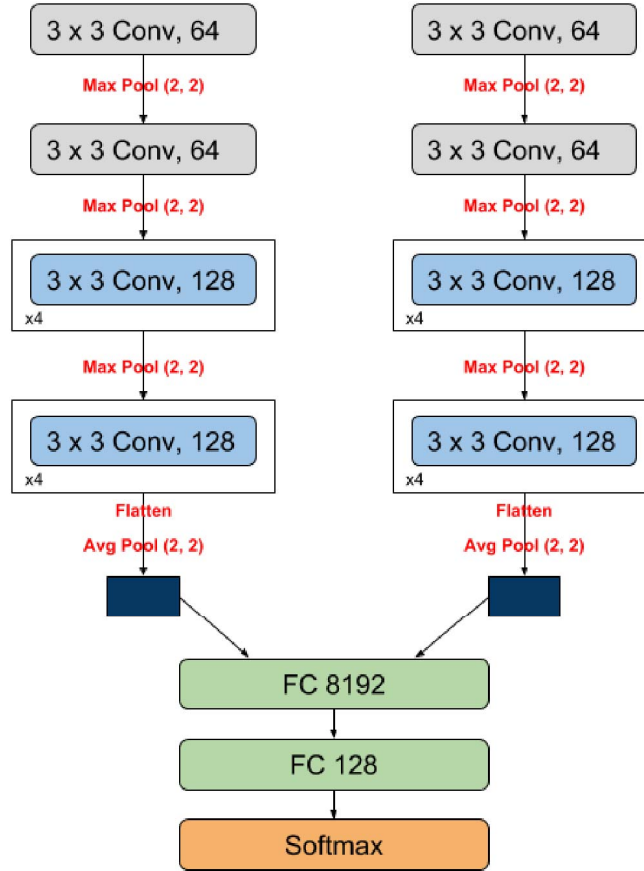 3 x 3 Conv, 64
3 x 3 Conv, 64
Max Pool (2, 2)
Max Pool (2, 2)
3 x 3 Conv, 64
3 x 3 Conv, 64
Max Pool (2, 2)
Max Pool (2, 2)
3 x 3 Conv, 128
x4
3 x 3 Conv, 128
x4
Max Pool (2, 2)
Max Pool (2, 2)
3 x 3 Conv, 128
x4
3 x 3 Conv, 128
x4
Flatten
Flatten
Avg Pool (2, 2)
Avg Pool (2, 2)
FC 8192
FC 128
Softmax